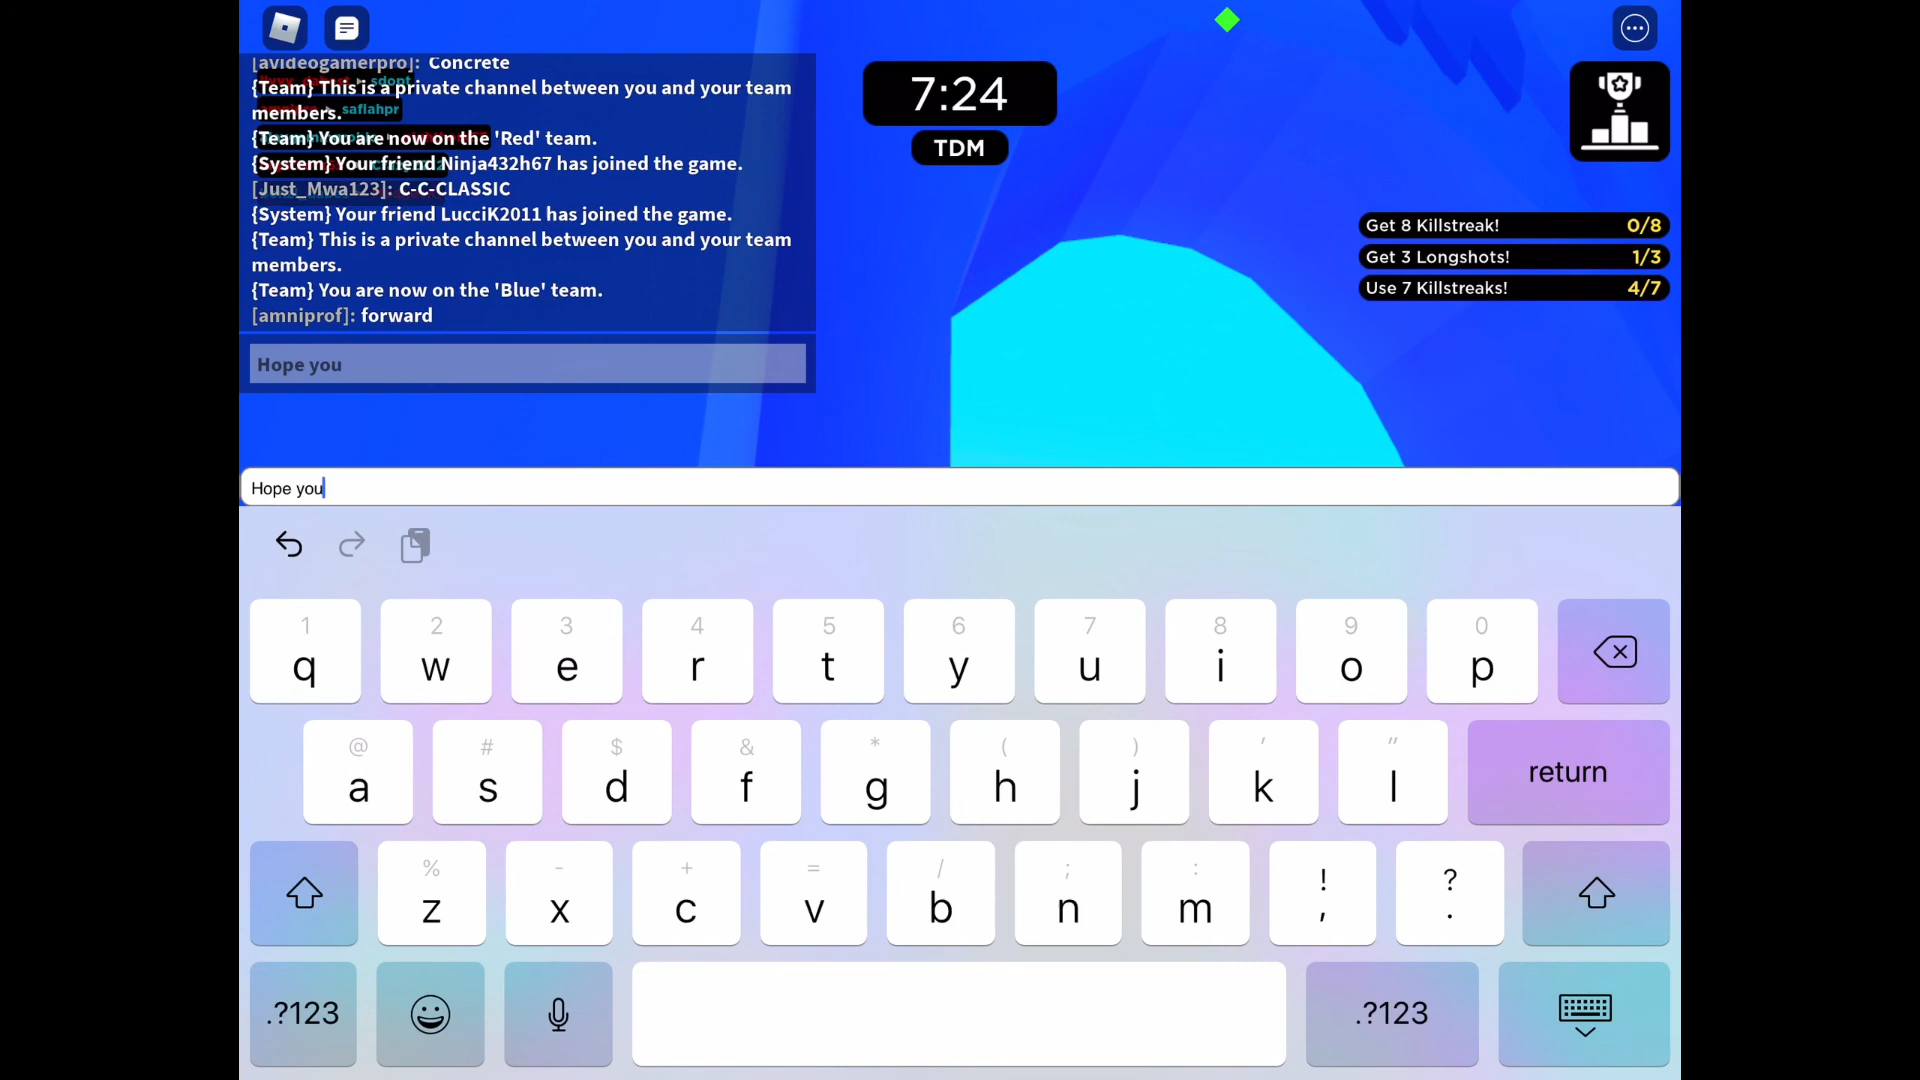 [avideogamerpro]: Concrete
sdopt
{Team} This is a private channel between you and your team
members.
safiahpr
{Team} You are now on the 'Red' team.
{System} Your friend Ninja432h67 has joined the game.
[Just_Mwa123]: C-C-CLASSIC
{System} Your friend LucciK2011 has joined the game.
{Team} This is a private channel between you and your team
members.
{Team} You are now on the 'Blue' team.
[amniprof]: forward
Hope you
7:24
TDM
Get 8 Killstreak! 0/8
Get 3 Longshots! 1/3
Use 7 Killstreaks! 4/7
Hope you
1 2 3 4 5 6 7 8 9 0
q w e r t y u i o p
@ # $ & * ( ) ' "
a s d f g h j k l return
% - + = / ; : ! ?
z x c v b n m , .
.?123 .?123